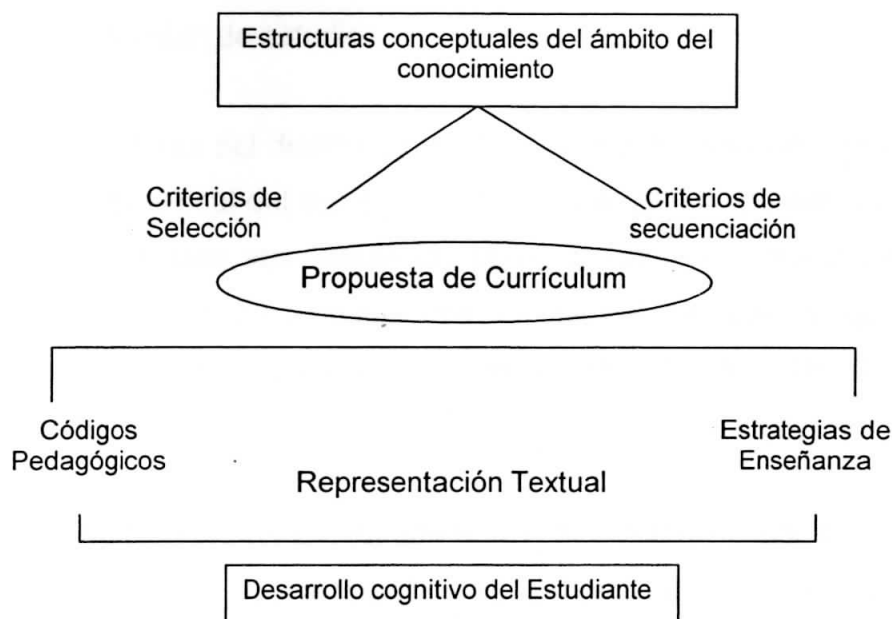 Estructuras conceptuales del ámbito del
conocimiento
Criterios de
Selección
Criterios de
secuenciación
Propuesta de Currículum
Códigos
Pedagógicos
Estrategias de
Enseñanza
Representación Textual
Desarrollo cognitivo del Estudiante